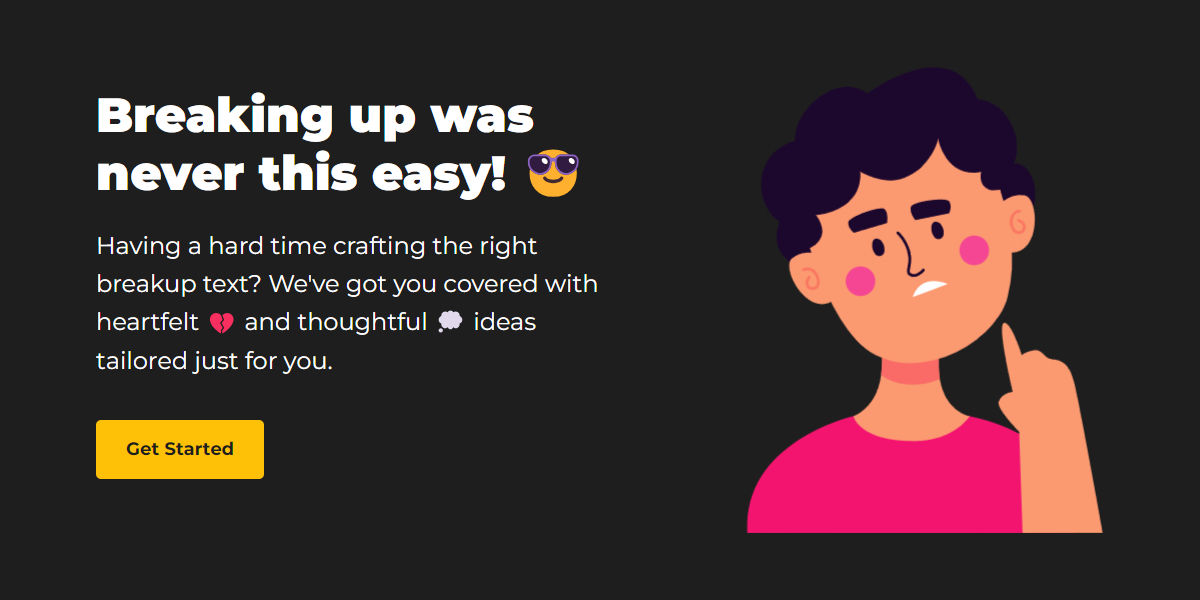 Breaking up was
never this easy! 😎
Having a hard time crafting the right
breakup text? We've got you covered with
heartfelt 💔 and thoughtful 💭 ideas
tailored just for you.
Get Started